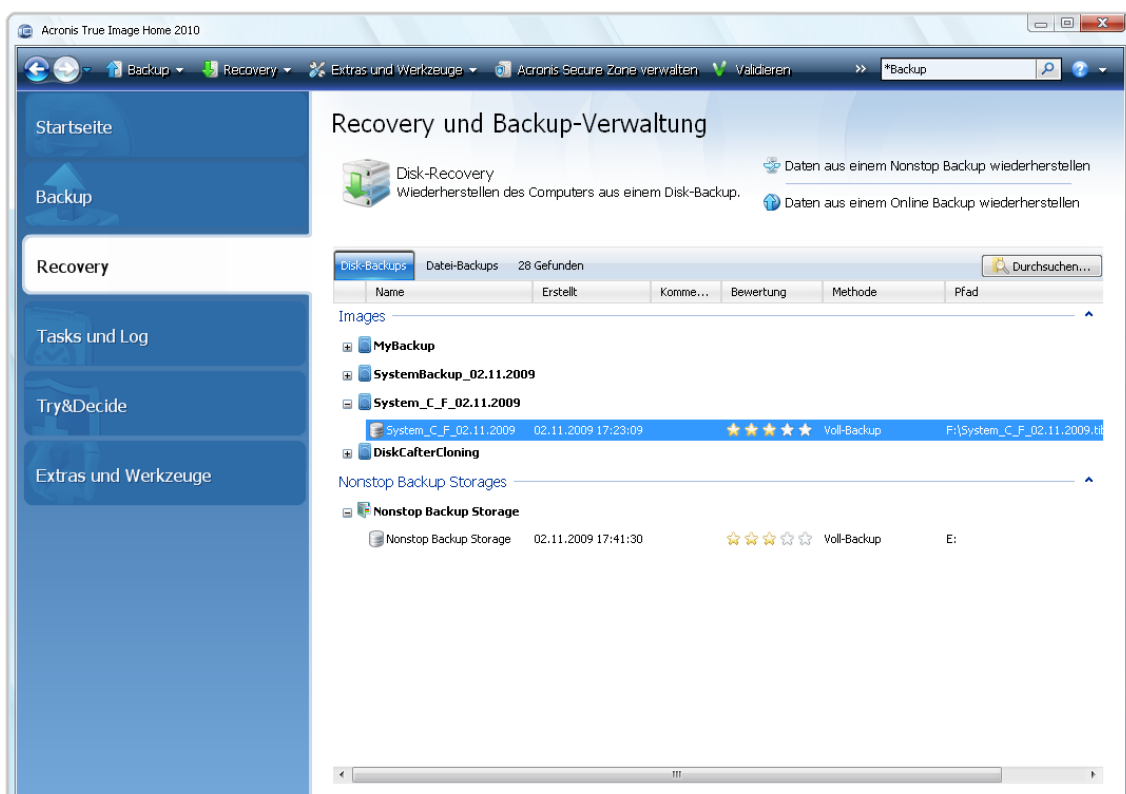 Acronis True Image Home 2010
Backup Recovery Extras und Werkzeuge Acronis Secure Zone verwalten Validieren >> *Backup
Startseite
Backup
Recovery
Tasks und Log
Try&Decide
Extras und Werkzeuge
Recovery und Backup-Verwaltung
Disk-Recovery
Wiederherstellen des Computers aus einem Disk-Backup.
Daten aus einem Nonstop Backup wiederherstellen
Daten aus einem Online Backup wiederherstellen
Disk-Backups Datei-Backups 28 Gefunden Durchsuchen...
Name Erstellt Komme... Bewertung Methode Pfad
Images
MyBackup
SystemBackup_02.11.2009
System_C_F_02.11.2009
System_C_F_02.11.2009 02.11.2009 17:23:09 Voll-Backup F:\System_C_F_02.11.2009.tib
DiskCafterCloning
Nonstop Backup Storages
Nonstop Backup Storage
Nonstop Backup Storage 02.11.2009 17:41:30 Voll-Backup E: